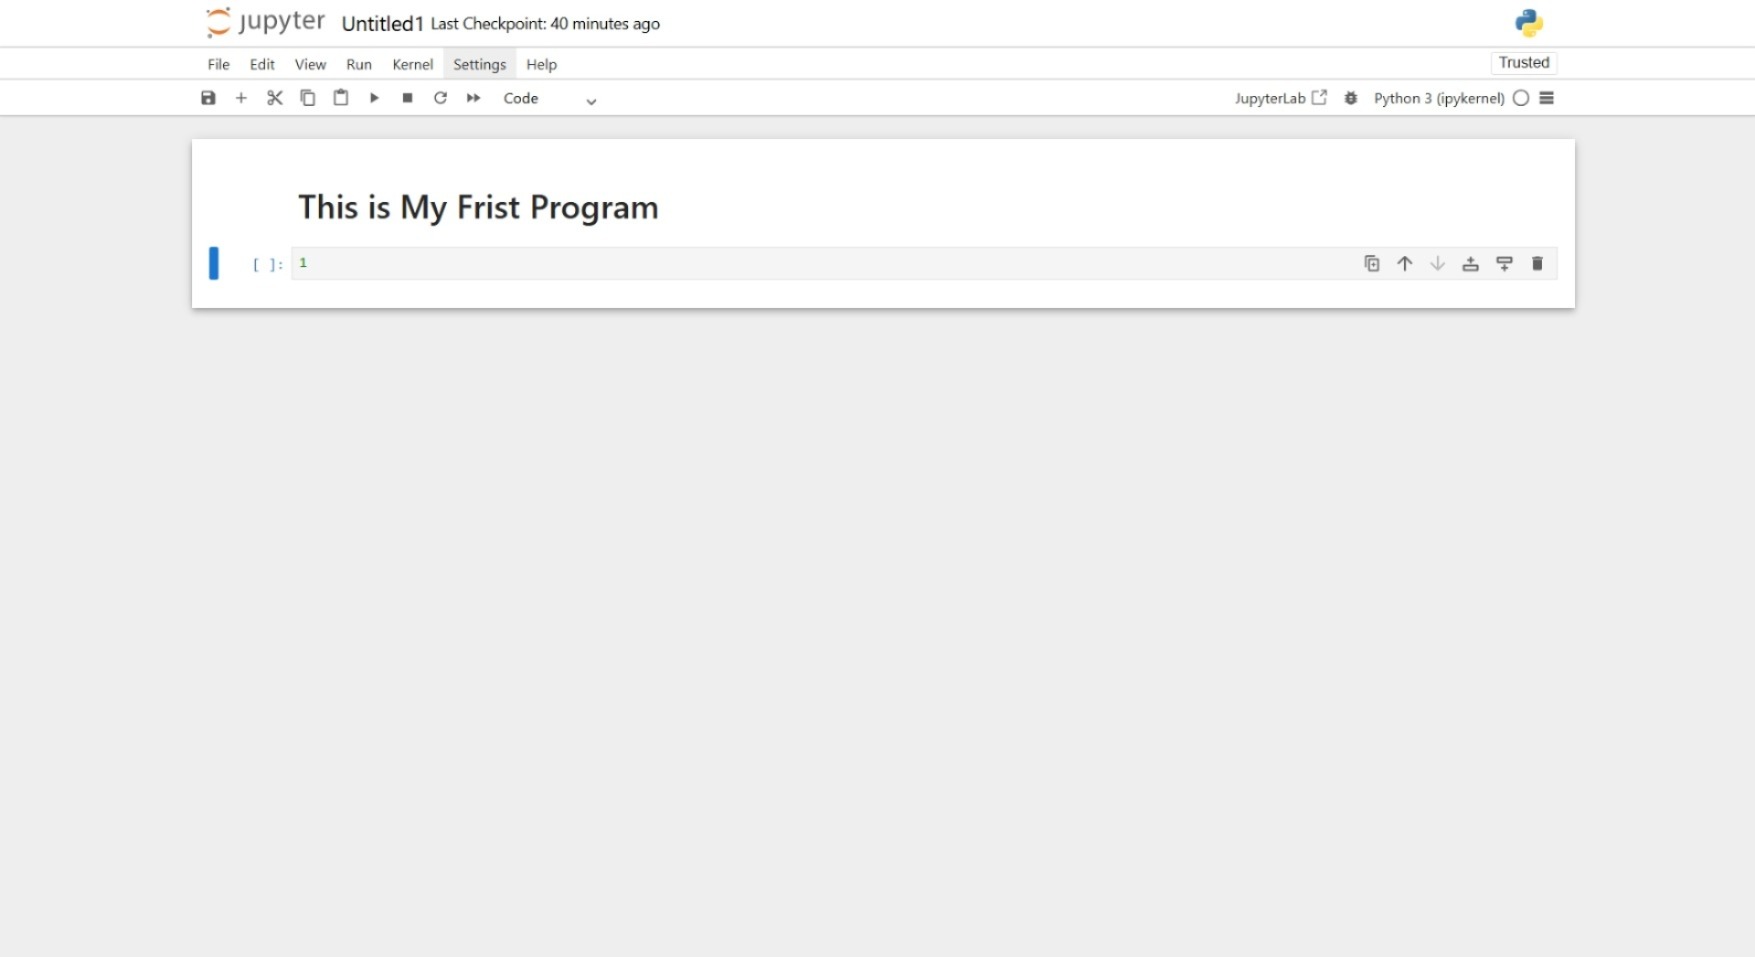 jupyter Untitled1 Last Checkpoint: 40 minutes ago
File Edit View Run Kernel Settings Help Trusted
Code JupyterLab Python 3 (ipykernel)
This is My Frist Program
[ ]: 1